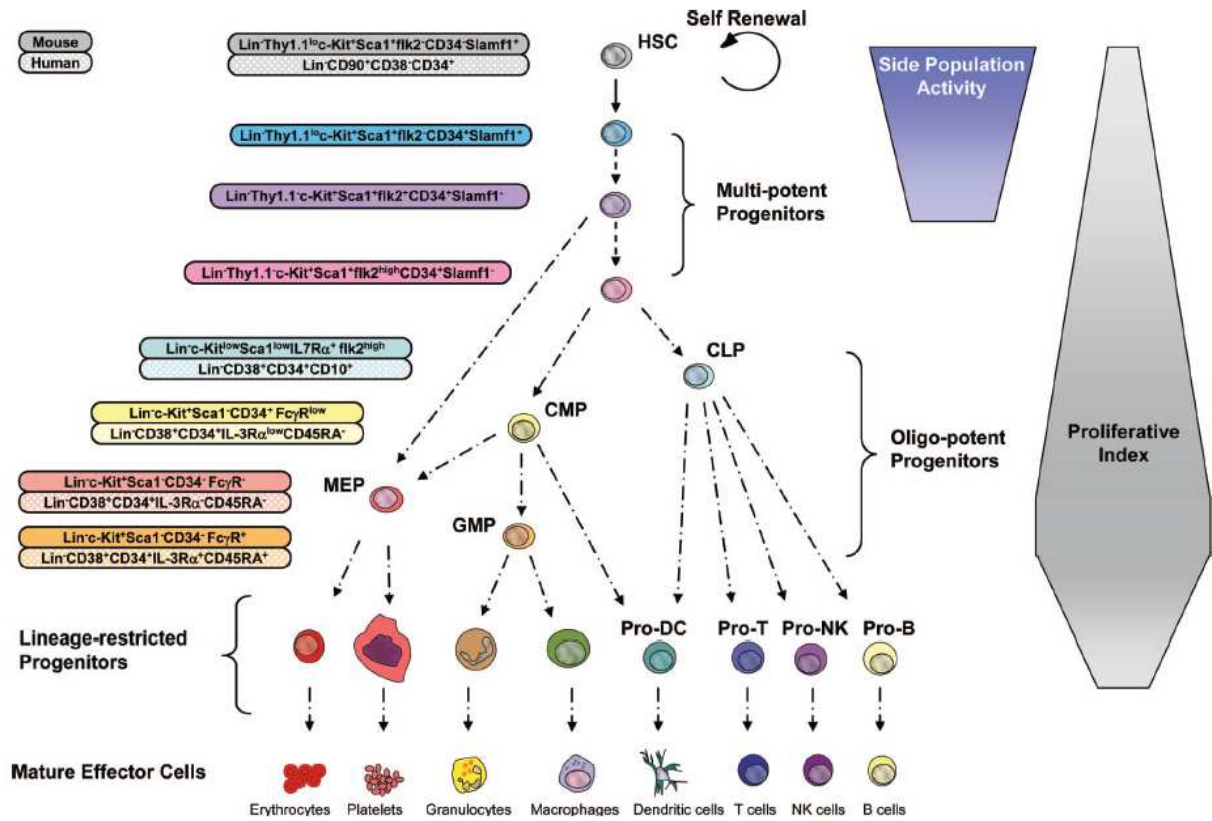 Self Renewal
HSC
Mouse
Human
Lin⁻Thy1.1ˡᵒc-Kit⁺Sca1⁺flk2⁻CD34⁻Slamf1⁺
Lin⁻CD90⁺CD38⁻CD34⁺
Side Population
Activity
Lin⁻Thy1.1ˡᵒc-Kit⁺Sca1⁺flk2⁻CD34⁺Slamf1⁺
Lin⁻Thy1.1⁻c-Kit⁺Sca1⁺flk2⁺CD34⁺Slamf1⁻
Multi-potent
Progenitors
Lin⁻Thy1.1⁻c-Kit⁺Sca1⁺flk2ʰⁱᵍʰCD34⁺Slamf1⁻
Lin⁻c-KitˡᵒʷSca1ˡᵒʷIL7Rα⁺ flk2ʰⁱᵍʰ
Lin⁻CD38⁺CD34⁺CD10⁺
CLP
Lin⁻c-Kit⁺Sca1⁻CD34⁺ FcγRˡᵒʷ
Lin⁻CD38⁺CD34⁺IL-3RαˡᵒʷCD45RA⁻
CMP
Oligo-potent
Progenitors
Proliferative
Index
Lin⁻c-Kit⁺Sca1⁻CD34⁻ FcγR⁻
Lin⁻CD38⁺CD34⁺IL-3Rα⁻CD45RA⁻
MEP
Lin⁻c-Kit⁺Sca1⁻CD34⁻ FcγR⁺
Lin⁻CD38⁺CD34⁺IL-3Rα⁺CD45RA⁺
GMP
Lineage-restricted
Progenitors
Pro-DC Pro-T Pro-NK Pro-B
Mature Effector Cells
Erythrocytes Platelets Granulocytes Macrophages Dendritic cells T cells NK cells B cells